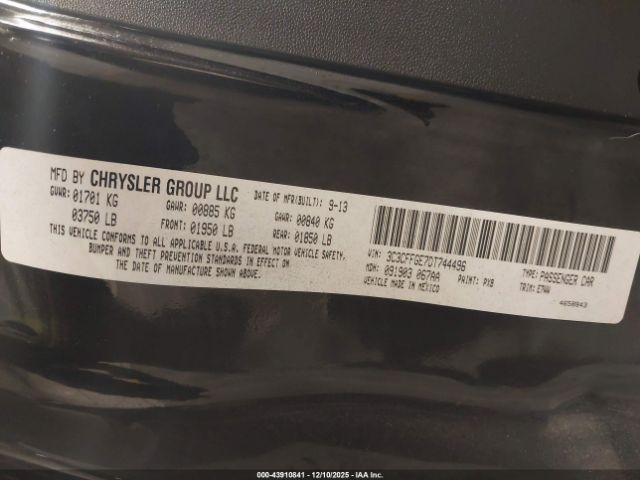 MFD BY CHRYSLER GROUP LLC DATE OF MFR(BUILT): 9-13
GVWR: 01701 KG GAWR: 00885 KG GAWR: 00840 KG
03750 LB FRONT: 01950 LB REAR: 01850 LB
THIS VEHICLE CONFORMS TO ALL APPLICABLE U.S.A. FEDERAL MOTOR VEHICLE SAFETY,
BUMPER AND THEFT PREVENTION STANDARDS IN EFFECT ON
THE DATE OF MANUFACTURE SHOWN ABOVE.
VIN: 3C3CFFGE7DT744496 TYPE: PASSENGER CAR
MDH: 091903 067AA PAINT: PX8 TRIM: E7NW
VEHICLE MADE IN MEXICO 4658943
000-43910841 - 12/10/2025 - IAA Inc.